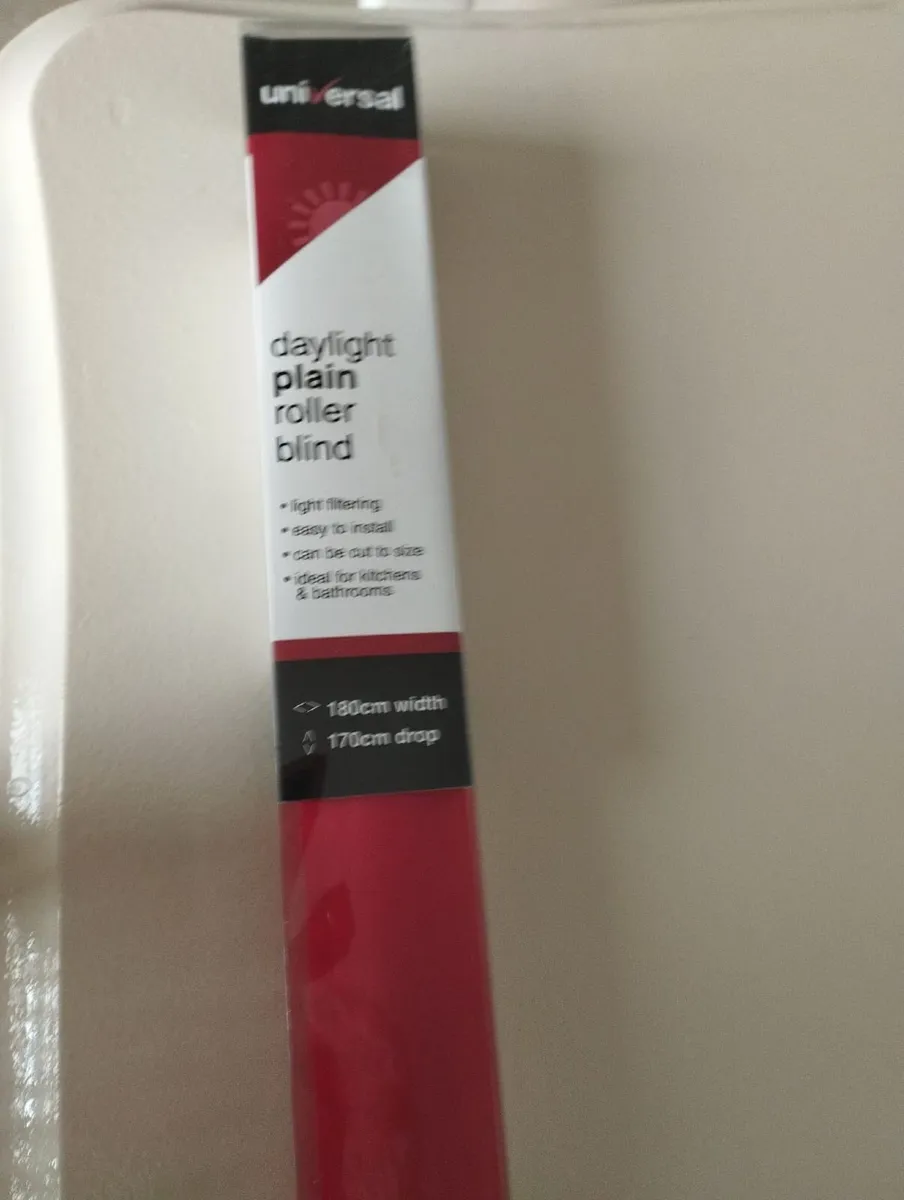 universal
daylight
plain
roller
blind
• light filtering
• easy to install
• can be cut to size
• ideal for kitchens
& bathrooms
180cm width
170cm drop